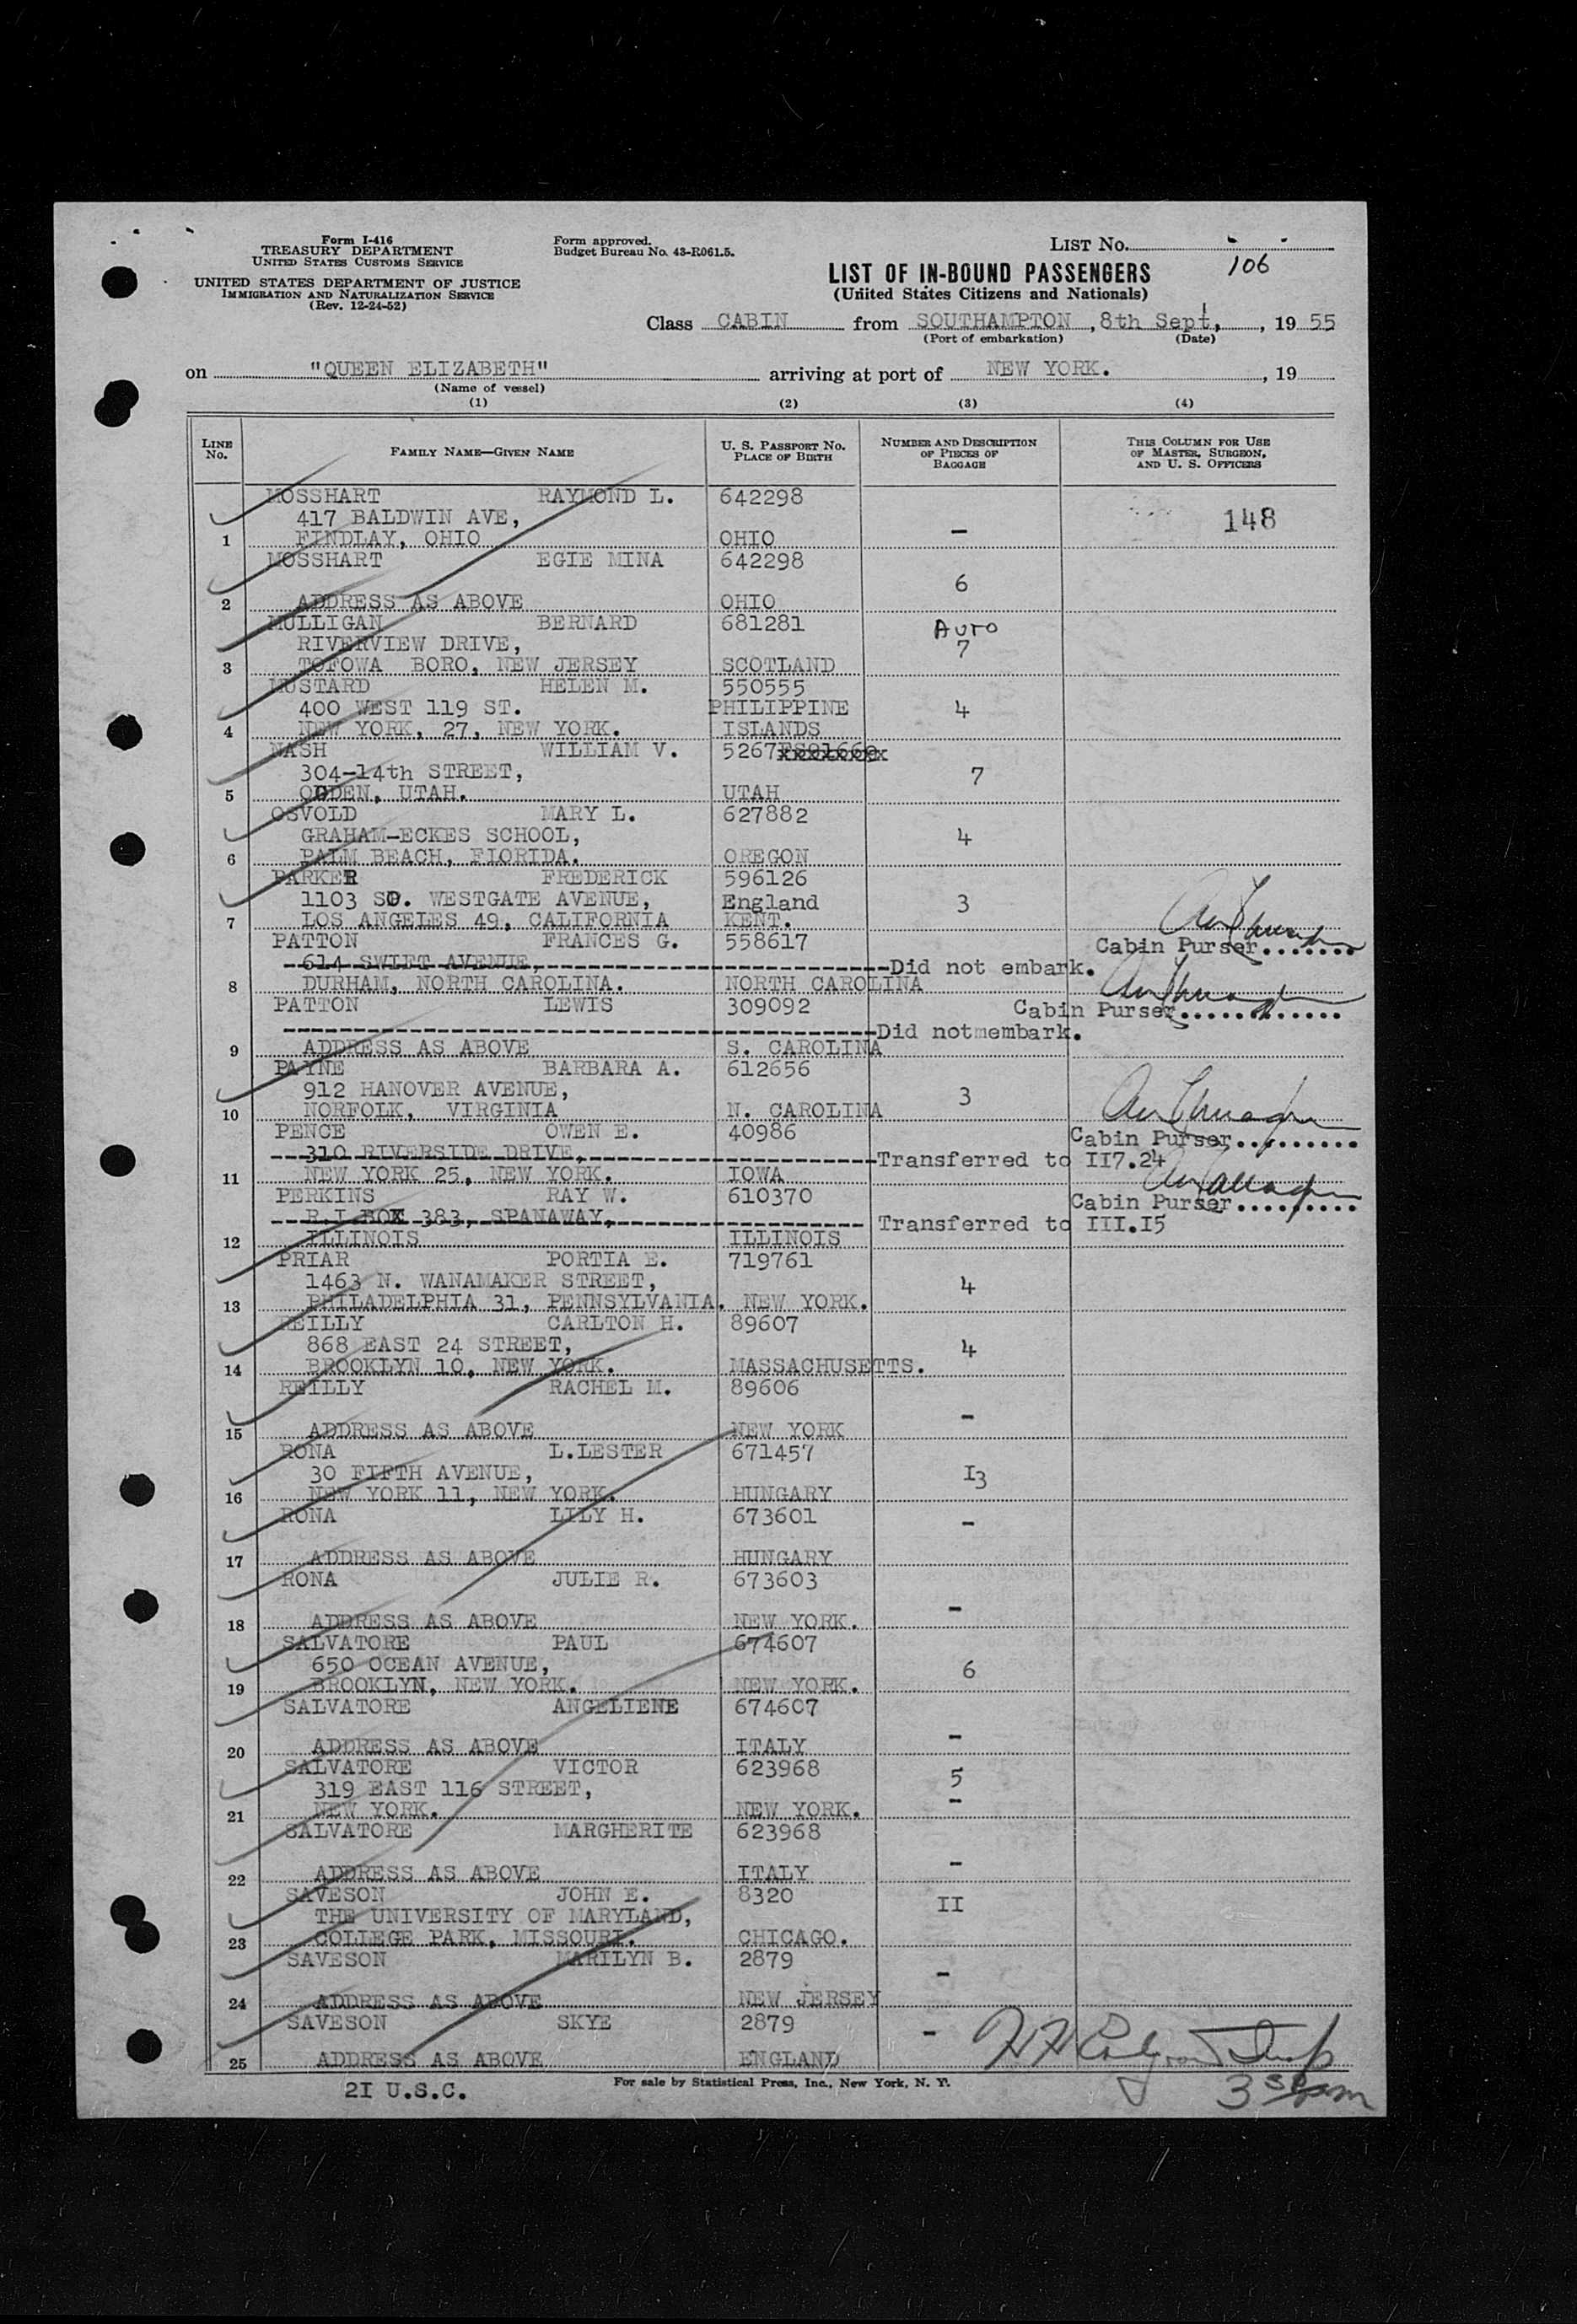 Form I-416
TREASURY DEPARTMENT
UNITED STATES CUSTOMS SERVICE
UNITED STATES DEPARTMENT OF JUSTICE
IMMIGRATION AND NATURALIZATION SERVICE
(Rev. 12-24-52)
Form approved.
Budget Bureau No. 43-R061.5.
LIST No.
106
LIST OF IN-BOUND PASSENGERS
(United States Citizens and Nationals)
Class CABIN from SOUTHAMPTON, 8th Sept, , 19 55
(Port of embarkation) (Date)
on "QUEEN ELIZABETH" arriving at port of NEW YORK. , 19
(Name of vessel)
(1) (2) (3) (4)
LINE No. FAMILY NAME—GIVEN NAME U. S. PASSPORT NO. PLACE OF BIRTH NUMBER AND DESCRIPTION OF PIECES OF BAGGAGE THIS COLUMN FOR USE OF MASTER, SURGEON, AND U. S. OFFICERS
MOSSHART RAYMOND L. 642298
417 BALDWIN AVE, - 148
1 FINDLAY, OHIO OHIO
MOSSHART EGIE MINA 642298
6
2 ADDRESS AS ABOVE OHIO
MULLIGAN BERNARD 681281 Auto
RIVERVIEW DRIVE, 7
3 TOFOWA BORO, NEW JERSEY SCOTLAND
MUSTARD HELEN M. 550555
400 WEST 119 ST. PHILIPPINE 4
4 NEW YORK, 27, NEW YORK. ISLANDS
NASH WILLIAM V. 5267
304-14th STREET, 7
5 OGDEN, UTAH. UTAH
OSVOLD MARY L. 627882
GRAHAM-ECKES SCHOOL, 4
6 PALM BEACH, FLORIDA. OREGON
PARKER FREDERICK 596126
1103 SO. WESTGATE AVENUE, England 3
7 LOS ANGELES 49, CALIFORNIA KENT.
PATTON FRANCES G. 558617 Cabin Purser.......
614 SWIFT AVENUE, Did not embark.
8 DURHAM, NORTH CAROLINA. NORTH CAROLINA
PATTON LEWIS 309092 Cabin Purser............
Did notmembark.
9 ADDRESS AS ABOVE S. CAROLINA
PAYNE BARBARA A. 612656
912 HANOVER AVENUE, 3
10 NORFOLK, VIRGINIA N. CAROLINA
PENCE OWEN E. 40986 Cabin Purser.........
310 RIVERSIDE DRIVE, Transferred to II7.24
11 NEW YORK 25, NEW YORK. IOWA
PERKINS RAY W. 610370 Cabin Purser.........
R.I BOX 383, SPANAWAY, Transferred to III.I5
12 ILLINOIS ILLINOIS
PRIAR PORTIA E. 719761
1463 N. WANAMAKER STREET, 4
13 PHILADELPHIA 31, PENNSYLVANIA. NEW YORK.
REILLY CARLTON H. 89607
868 EAST 24 STREET, 4
14 BROOKLYN 10, NEW YORK. MASSACHUSETTS.
REILLY RACHEL M. 89606
-
15 ADDRESS AS ABOVE NEW YORK
RONA L.LESTER 671457
30 FIFTH AVENUE, I3
16 NEW YORK 11, NEW YORK. HUNGARY
RONA LILY H. 673601 -
17 ADDRESS AS ABOVE HUNGARY
RONA JULIE R. 673603
-
18 ADDRESS AS ABOVE NEW YORK.
SALVATORE PAUL 674607
650 OCEAN AVENUE, 6
19 BROOKLYN, NEW YORK. NEW YORK.
SALVATORE ANGELIENE 674607
-
20 ADDRESS AS ABOVE ITALY
SALVATORE VICTOR 623968 5
319 EAST 116 STREET, -
21 NEW YORK. NEW YORK.
SALVATORE MARGHERITE 623968
-
22 ADDRESS AS ABOVE ITALY
SAVESON JOHN E. 8320 II
THE UNIVERSITY OF MARYLAND,
23 COLLEGE PARK, MISSOURI. CHICAGO.
SAVESON MARILYN B. 2879
-
24 ADDRESS AS ABOVE NEW JERSEY
SAVESON SKYE 2879 -
25 ADDRESS AS ABOVE ENGLAND
2I U.S.C.
For sale by Statistical Press, Inc., New York, N. Y.